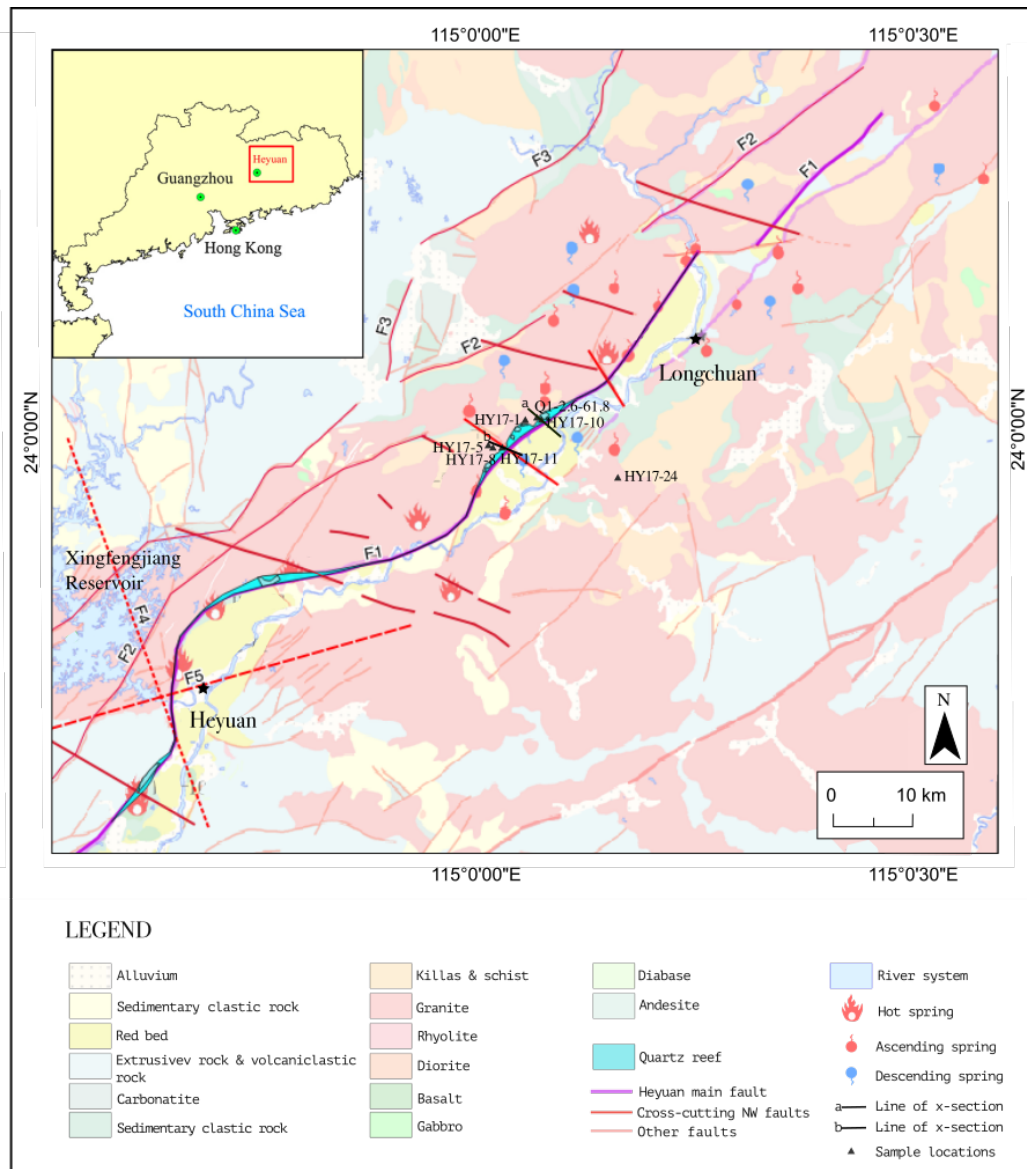 115°0'00"E
115°0'30"E
Heyuan
Guangzhou
Hong Kong
South China Sea
F3
F2
F1
F3
F2
Longchuan
24°0'00"N
24°0'00"N
a
Q1-2.6-61.8
HY17-1
HY17-10
b
HY17-5
HY17-8
HY17-11
HY17-24
F1
Xingfengjiang
Reservoir
F4
F2
F5
Heyuan
N
0
10 km
115°0'00"E
115°0'30"E
LEGEND
Alluvium
Sedimentary clastic rock
Red bed
Extrusivev rock & volcaniclastic
rock
Carbonatite
Sedimentary clastic rock
Killas & schist
Granite
Rhyolite
Diorite
Basalt
Gabbro
Diabase
Andesite
Quartz reef
Heyuan main fault
Cross-cutting NW faults
Other faults
River system
Hot spring
Ascending spring
Descending spring
a Line of x-section
b Line of x-section
Sample locations